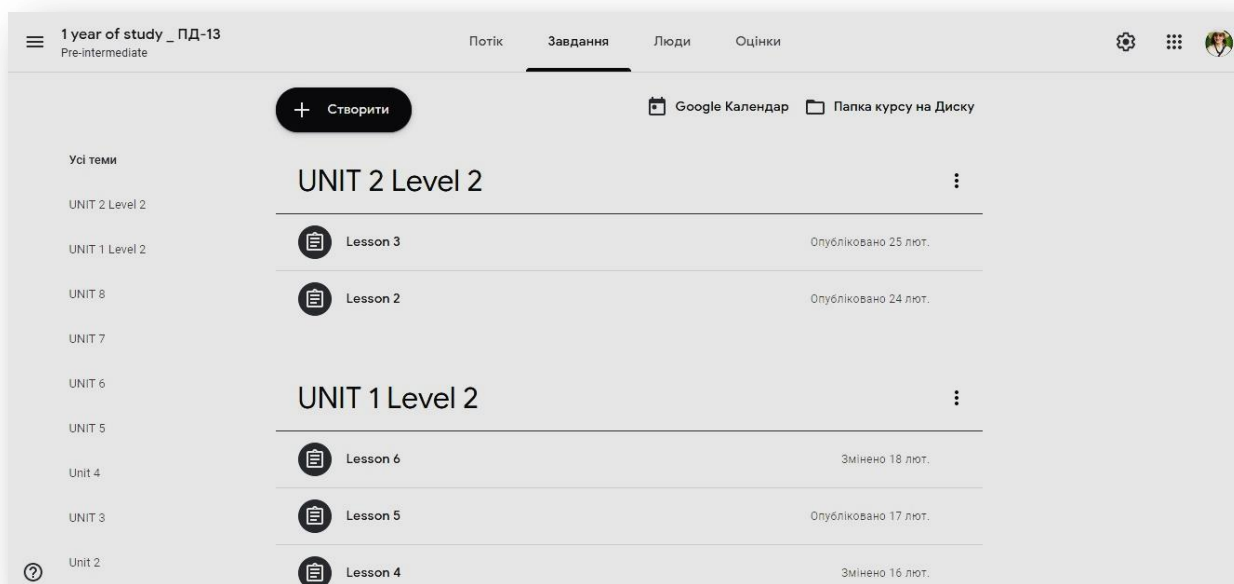 1 year of study _ ПД-13
Pre-intermediate
Потік Завдання Люди Оцінки
Створити
Google Календар Папка курсу на Диску
Усі теми
UNIT 2 Level 2
UNIT 1 Level 2
UNIT 8
UNIT 7
UNIT 6
UNIT 5
Unit 4
UNIT 3
Unit 2
UNIT 2 Level 2
Lesson 3 Опубліковано 25 лют.
Lesson 2 Опубліковано 24 лют.
UNIT 1 Level 2
Lesson 6 Змінено 18 лют.
Lesson 5 Опубліковано 17 лют.
Lesson 4 Змінено 16 лют.